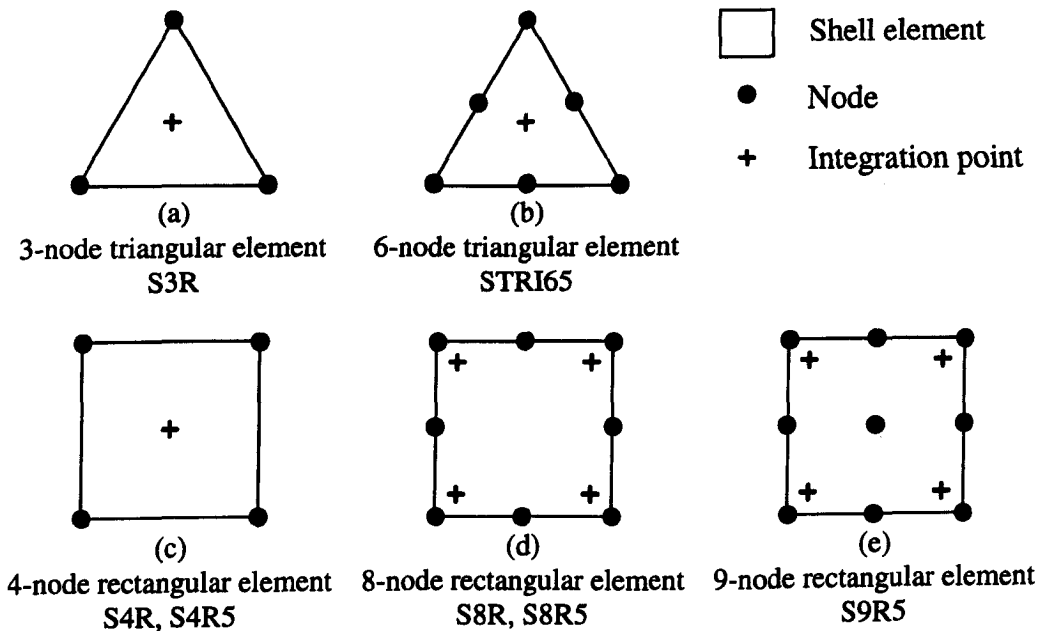 Shell element
Node
Integration point
(a)
3-node triangular element
S3R
(b)
6-node triangular element
STRI65
(c)
4-node rectangular element
S4R, S4R5
(d)
8-node rectangular element
S8R, S8R5
(e)
9-node rectangular element
S9R5